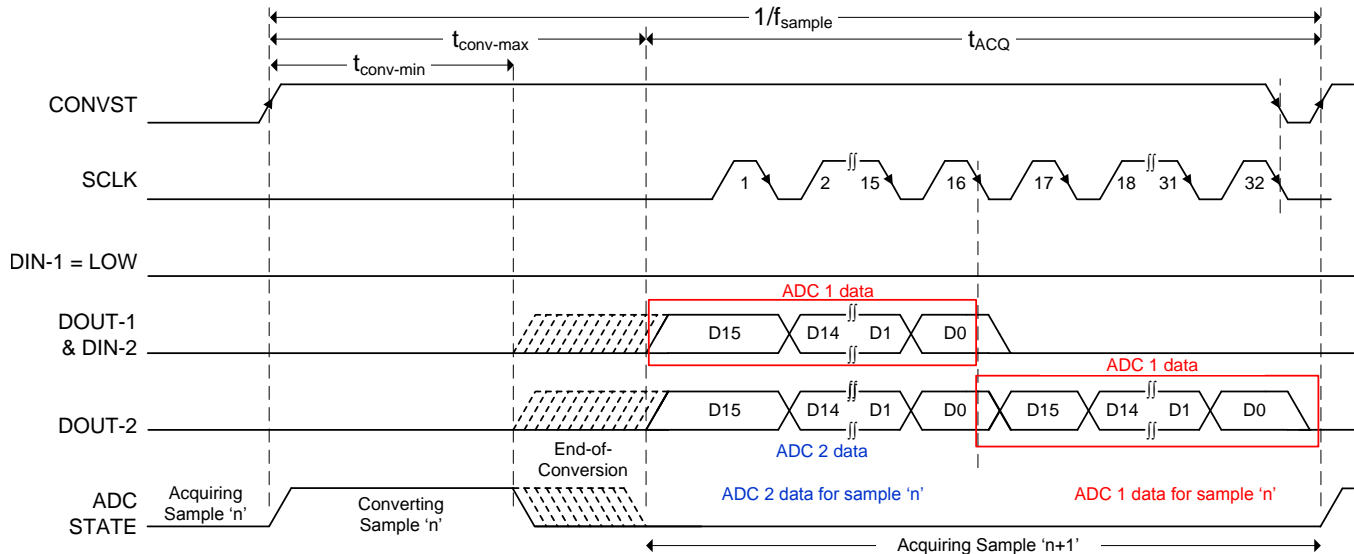 1/fsample
tconv-max
tACQ
tconv-min
CONVST
SCLK
1 2 ∫∫ 15 16 17 18 ∫∫ 31 32
DIN-1 = LOW
ADC 1 data
DOUT-1
& DIN-2
D15 D14 ∫∫ D1 D0
∫∫
ADC 1 data
DOUT-2
D15 D14 ∫∫ D1 D0 D15 D14 ∫∫ D1 D0
∫∫ ∫∫
End-of-
Conversion
ADC 2 data
ADC
STATE
Acquiring
Sample ‘n’
Converting
Sample ‘n’
ADC 2 data for sample ‘n’
ADC 1 data for sample ‘n’
Acquiring Sample ‘n+1’